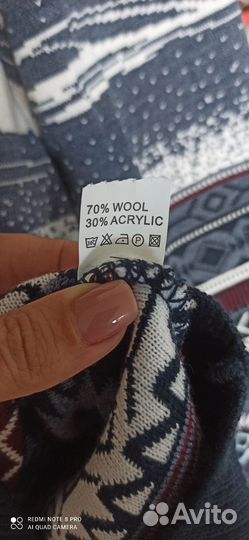 70% WOOL
30% ACRYLIC
REDMI NOTE 8 PRO
AI QUAD CAMERA
Avito